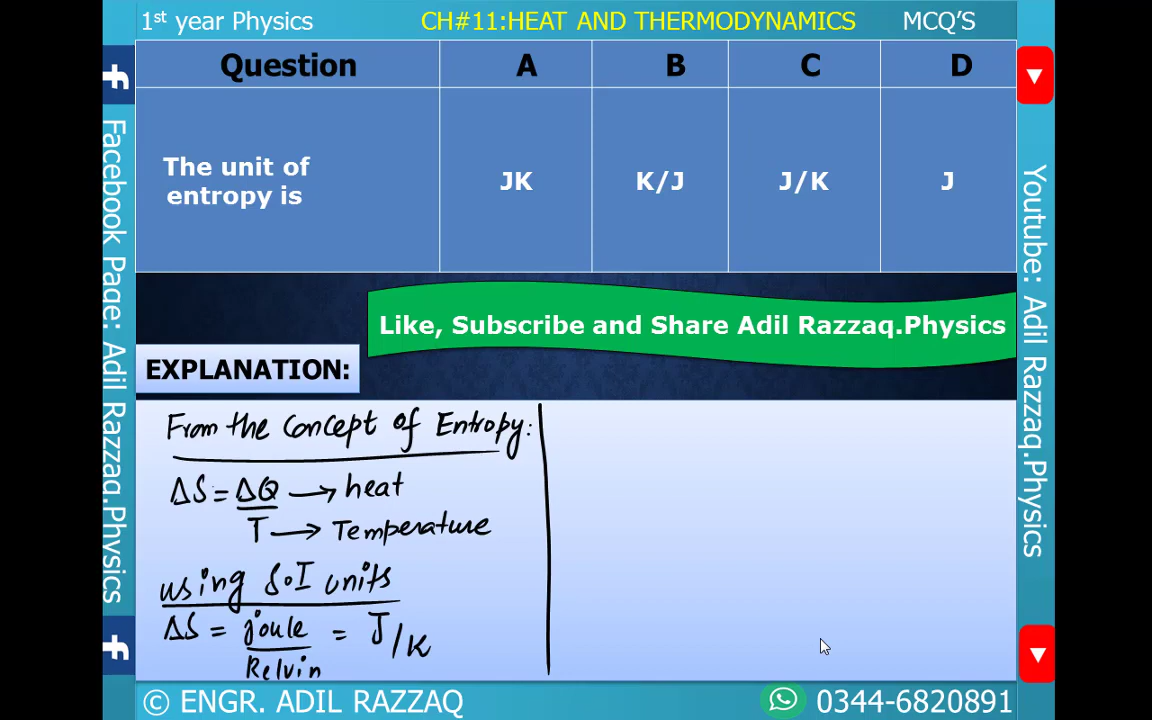 1st year Physics CH#11:HEAT AND THERMODYNAMICS MCQ'S
Question A B C D
The unit of
entropy is
JK K/J J/K J
Like, Subscribe and Share Adil Razzaq.Physics
EXPLANATION:
From the Concept of Entropy:
ΔS = ΔQ → heat
T → Temperature
using S.I units
ΔS = joule = J/K
Kelvin
Facebook Page: Adil Razzaq.Physics
Youtube: Adil Razzaq.Physics
© ENGR. ADIL RAZZAQ 0344-6820891